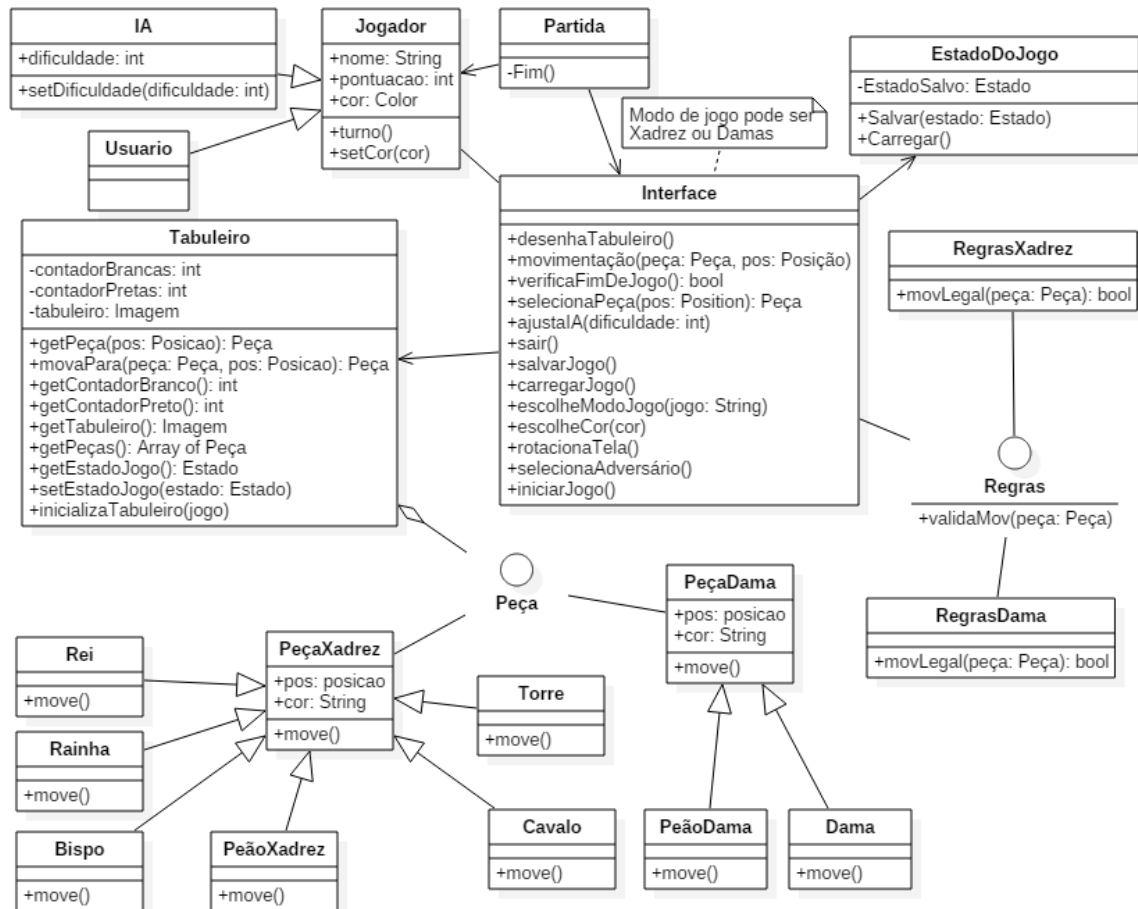 IA
+dificuldade: int
+setDificuldade(dificuldade: int)
Jogador
+nome: String
+pontuacao: int
+cor: Color
+turno()
+setCor(cor)
Partida
-Fim()
Modo de jogo pode ser
Xadrez ou Damas
EstadoDoJogo
-EstadoSalvo: Estado
+Salvar(estado: Estado)
+Carregar()
Usuario
Tabuleiro
-contadorBrancas: int
-contadorPretas: int
-tabuleiro: Imagem
+getPeça(pos: Posicao): Peça
+movaPara(peça: Peça, pos: Posicao): Peça
+getContadorBranco(): int
+getContadorPreto(): int
+getTabuleiro(): Imagem
+getPeças(): Array of Peça
+getEstadoJogo(): Estado
+setEstadoJogo(estado: Estado)
+inicializaTabuleiro(jogo)
Interface
+desenhaTabuleiro()
+movimentação(peça: Peça, pos: Posição)
+verificaFimDeJogo(): bool
+selecionaPeça(pos: Position): Peça
+ajustaIA(dificuldade: int)
+sair()
+salvarJogo()
+carregarJogo()
+escolheModoJogo(jogo: String)
+escolheCor(cor)
+rotacionaTela()
+selecionaAdversário()
+iniciarJogo()
RegrasXadrez
+movLegal(peça: Peça): bool
Regras
+validaMov(peça: Peça)
RegrasDama
+movLegal(peça: Peça): bool
Peça
PeçaDama
+pos: posicao
+cor: String
+move()
PeçaXadrez
+pos: posicao
+cor: String
+move()
Rei
+move()
Torre
+move()
Rainha
+move()
Bispo
+move()
PeãoXadrez
+move()
Cavalo
+move()
PeãoDama
+move()
Dama
+move()